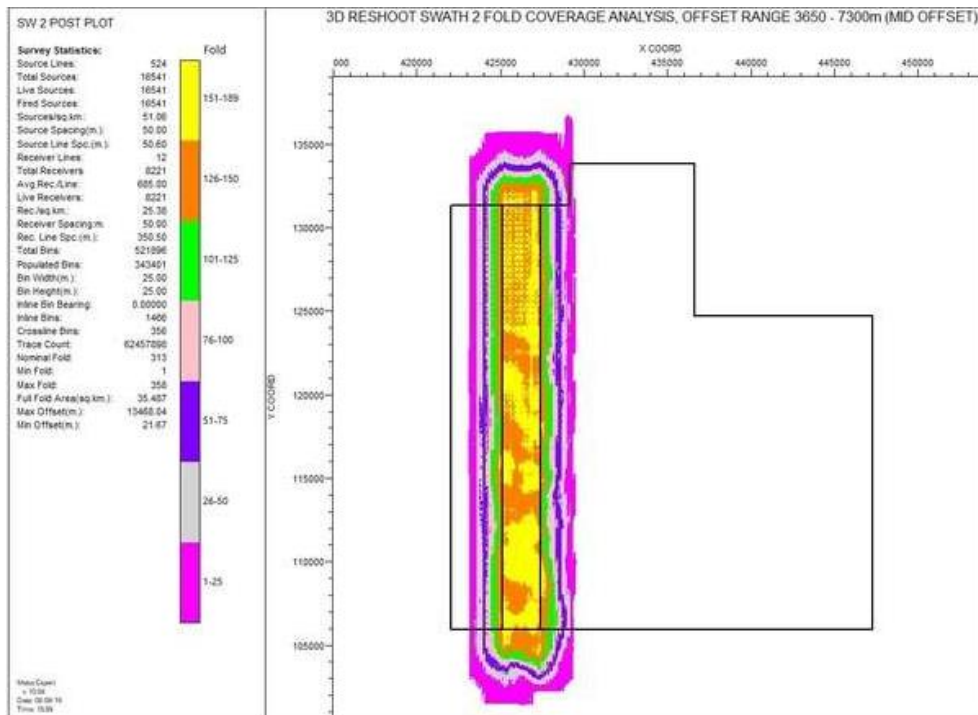 SW 2 POST PLOT
3D RESHOOT SWATH 2 FOLD COVERAGE ANALYSIS, OFFSET RANGE 3650 - 7300m (MID OFFSET)
Survey Statistics:
Source Lines: 524
Total Sources: 16541
Live Sources: 16541
Fired Sources: 16541
Sources/sq.km: 51.06
Source Spacing(m.): 50.00
Source Line Spc.(m.): 50.60
Receiver Lines: 12
Total Receivers 8221
Avg.Rec./Line: 685.00
Live Receivers: 8221
Rec./sq.km.: 25.38
Receiver Spacing:m. 50.00
Rec. Line Spc.(m.): 350.50
Total Bins: 521896
Populated Bins: 343401
Bin Width(m.): 25.00
Bin Height(m.): 25.00
Inline Bin Bearing: 0.00000
Inline Bins: 1466
Crossline Bins: 356
Trace Count: 62457898
Nominal Fold: 313
Min Fold: 1
Max Fold: 358
Full Fold Area(sq.km.): 35.487
Max Offset(m.): 13468.04
Min Offset(m.): 21.67
Fold
151-189
126-150
101-125
76-100
51-75
26-50
1-25
X COORD
000 420000 425000 430000 435000 440000 445000 450000
Y COORD
135000
130000
125000
120000
115000
110000
105000